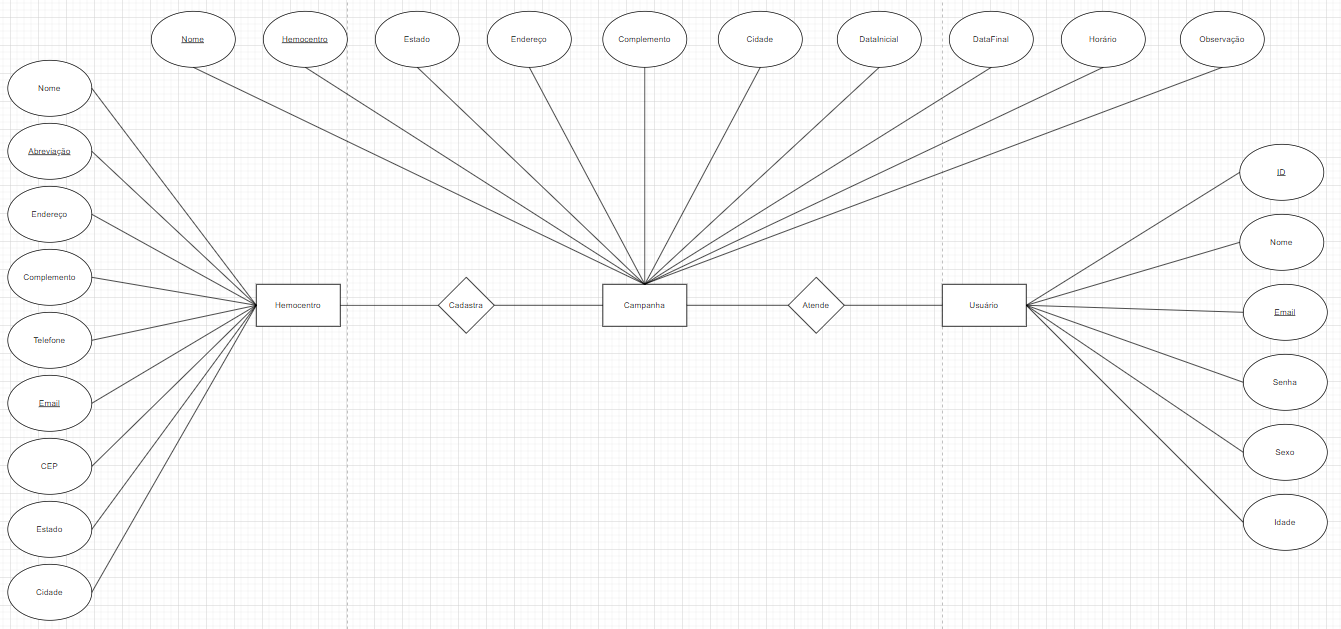 Nome
Hemocentro
Estado
Endereço
Complemento
Cidade
DataInicial
DataFinal
Horário
Observação
Nome
Abreviação
Endereço
Complemento
Telefone
Email
CEP
Estado
Cidade
Hemocentro
Cadastra
Campanha
Atende
Usuário
ID
Nome
Email
Senha
Sexo
Idade